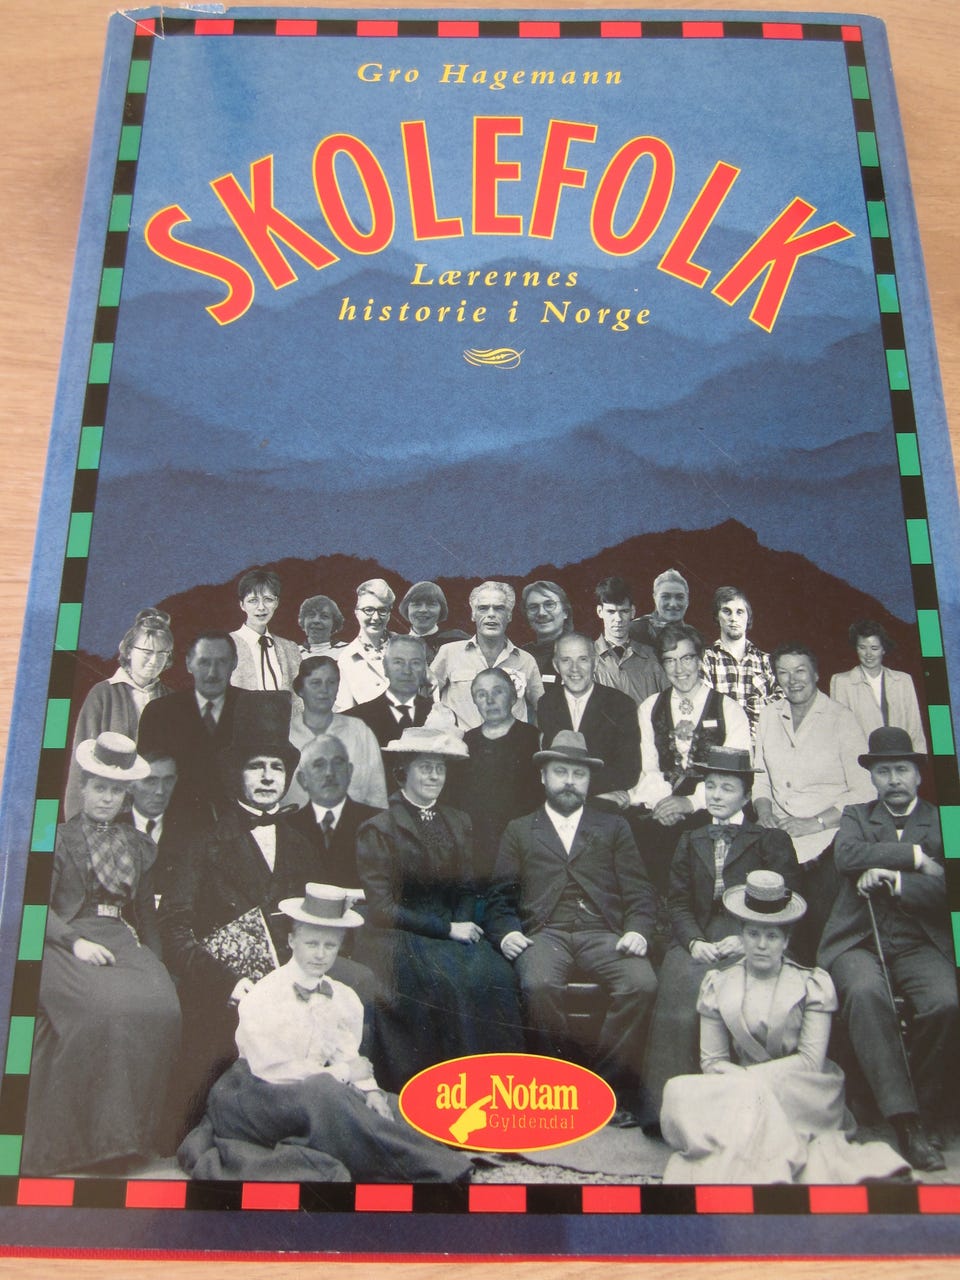 Gro Hagemann
SKOLEFOLK
Lærernes
historie i Norge
ad Notam
Gyldendal